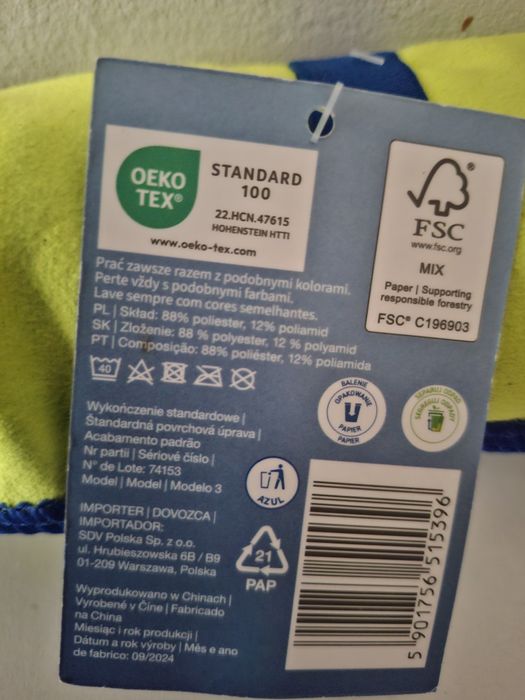 OEKO
TEX®
STANDARD
100
22.HCN.47615
HOHENSTEIN HTTI
www.oeko-tex.com
FSC
www.fsc.org
MIX
Paper | Supporting
responsible forestry
FSC® C196903
Prać zawsze razem z podobnymi kolorami.
Perte vždy s podobnými farbami.
Lave sempre com cores semelhantes.
PL | Skład: 88% poliester, 12% poliamid
SK | Zloženie: 88 % polyester, 12 % polyamid
PT | Composição: 88% poliéster, 12% poliamida
40
BALENIE
OPAKOWANIE
PAPIER
PAPIER
SEPARUJ ODPAD
SEGREGUJ ODPADY
Wykończenie standardowe |
Štandardná povrchová úprava |
Acabamento padrão
Nr partii | Sériové číslo |
N° de Lote: 74153
Model | Model | Modelo 3
AZUL
IMPORTER | DOVOZCA |
IMPORTADOR:
SDV Polska Sp. z o.o.
ul. Hrubieszowska 6B / B9
01-209 Warszawa, Polska
21
PAP
Wyprodukowano w Chinach |
Vyrobené v Číne | Fabricado
na China
Miesiąc i rok produkcji |
Dátum a rok výroby | Mês e ano
de fabrico: 09/2024
5 901756 515396